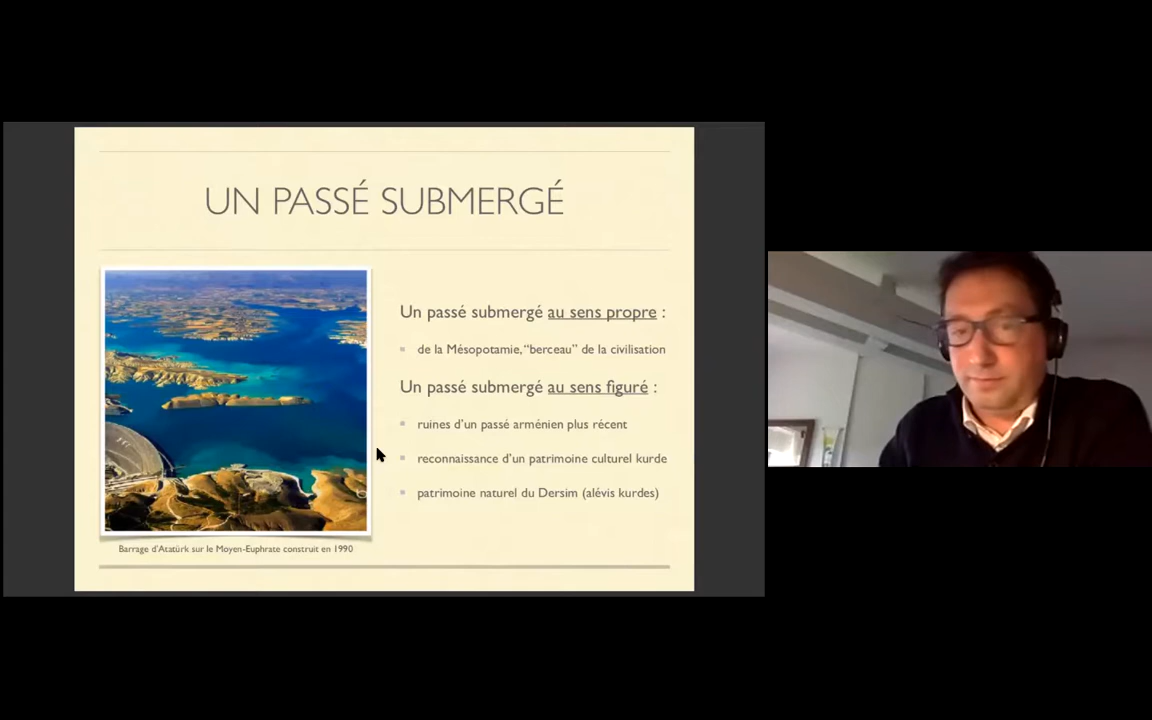 UN PASSÉ SUBMERGÉ
Un passé submergé au sens propre :
de la Mésopotamie, “berceau” de la civilisation
Un passé submergé au sens figuré :
ruines d’un passé arménien plus récent
reconnaissance d’un patrimoine culturel kurde
patrimoine naturel du Dersim (alévis kurdes)
Barrage d’Atatürk sur le Moyen-Euphrate construit en 1990